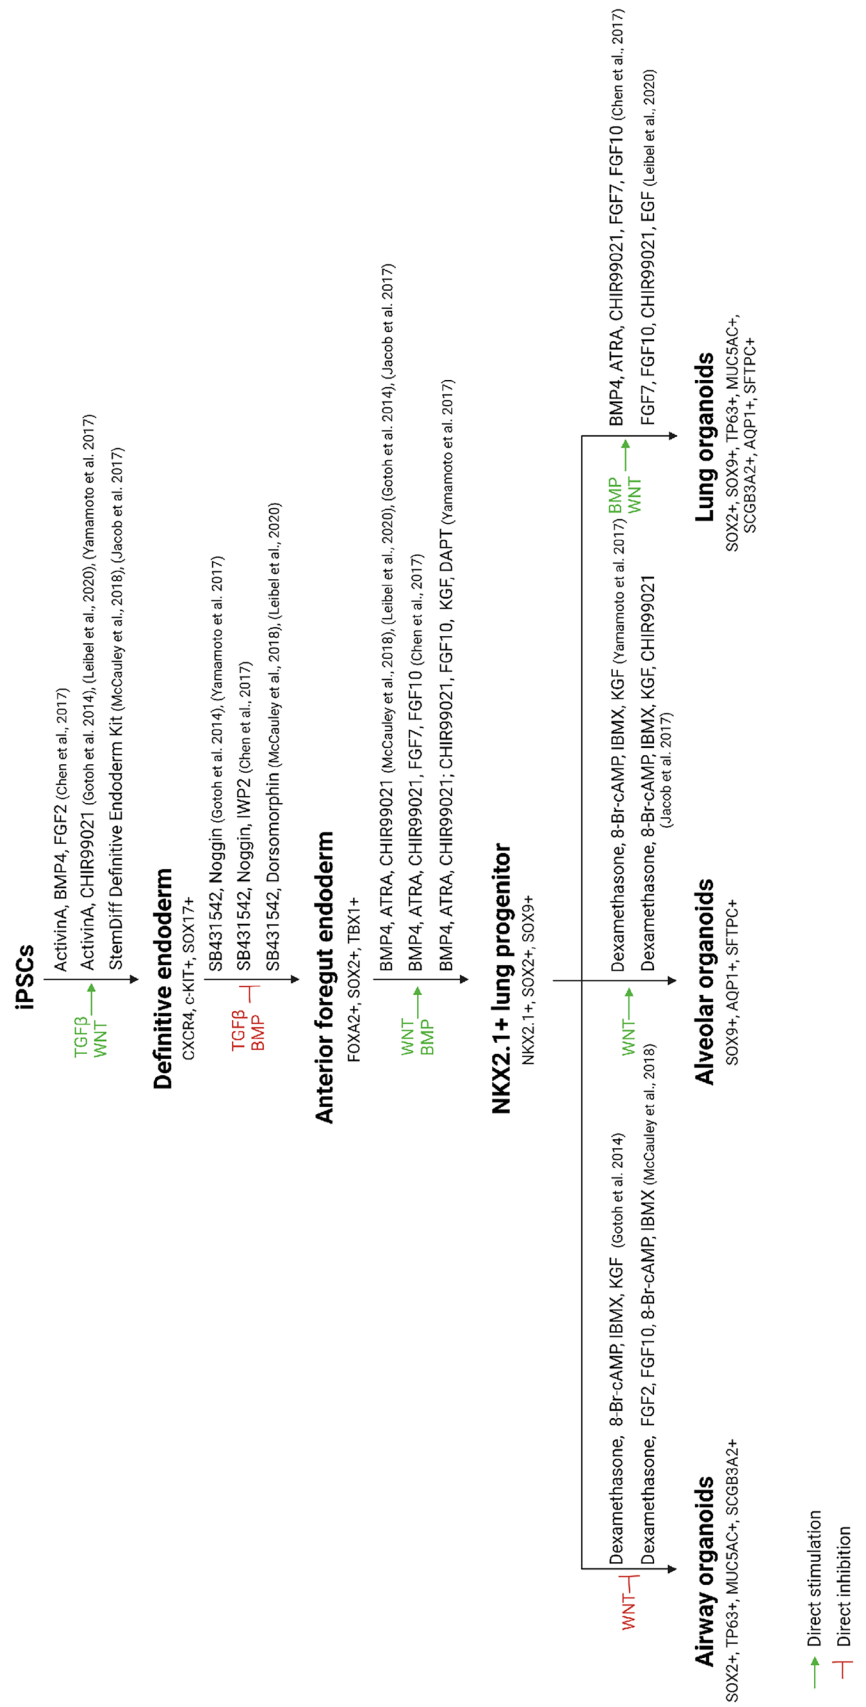 iPSCs
TGFβ
WNT
ActivinA, BMP4, FGF2 (Chen et al., 2017)
ActivinA, CHIR99021 (Gotoh et al. 2014), (Leibel et al., 2020), (Yamamoto et al. 2017)
StemDiff Definitive Endoderm Kit (McCauley et al., 2018), (Jacob et al. 2017)
Definitive endoderm
CXCR4, c-KIT+, SOX17+
TGFβ
BMP
SB431542, Noggin (Gotoh et al. 2014), (Yamamoto et al. 2017)
SB431542, Noggin, IWP2 (Chen et al., 2017)
SB431542, Dorsomorphin (McCauley et al., 2018), (Leibel et al., 2020)
Anterior foregut endoderm
FOXA2+, SOX2+, TBX1+
WNT
BMP
BMP4, ATRA, CHIR99021 (McCauley et al., 2018), (Leibel et al., 2020), (Gotoh et al. 2014), (Jacob et al. 2017)
BMP4, ATRA, CHIR99021, FGF7, FGF10 (Chen et al., 2017)
BMP4, ATRA, CHIR99021; CHIR99021, FGF10, KGF, DAPT (Yamamoto et al. 2017)
NKX2.1+ lung progenitor
NKX2.1+, SOX2+, SOX9+
WNT
Dexamethasone, 8-Br-cAMP, IBMX, KGF (Gotoh et al. 2014)
Dexamethasone, FGF2, FGF10, 8-Br-cAMP, IBMX (McCauley et al., 2018)
Airway organoids
SOX2+, TP63+, MUC5AC+, SCGB3A2+
WNT
Dexamethasone, 8-Br-cAMP, IBMX, KGF (Yamamoto et al. 2017)
Dexamethasone, 8-Br-cAMP, IBMX, KGF, CHIR99021
(Jacob et al. 2017)
Alveolar organoids
SOX9+, AQP1+, SFTPC+
BMP
WNT
BMP4, ATRA, CHIR99021, FGF7, FGF10 (Chen et al., 2017)
FGF7, FGF10, CHIR99021, EGF (Leibel et al., 2020)
Lung organoids
SOX2+, SOX9+, TP63+, MUC5AC+,
SCGB3A2+, AQP1+, SFTPC+
Direct stimulation
Direct inhibition